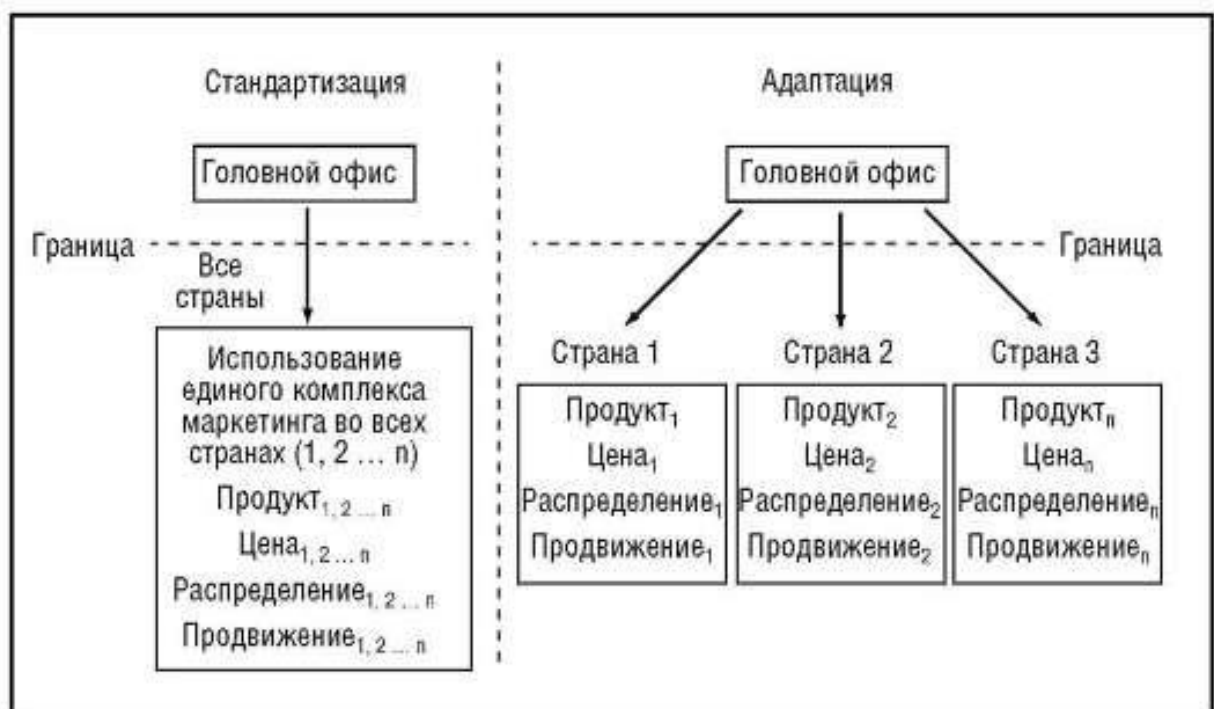 Стандартизация
Головной офис
Граница
Все
страны
Использование
единого комплекса
маркетинга во всех
странах (1, 2 ... n)
Продукт1, 2 ... n
Цена1, 2 ... n
Распределение1, 2 ... n
Продвижение1, 2 ... n
Адаптация
Головной офис
Граница
Страна 1
Продукт1
Цена1
Распределение1
Продвижение1
Страна 2
Продукт2
Цена2
Распределение2
Продвижение2
Страна 3
Продуктn
Ценаn
Распределениеn
Продвижениеn